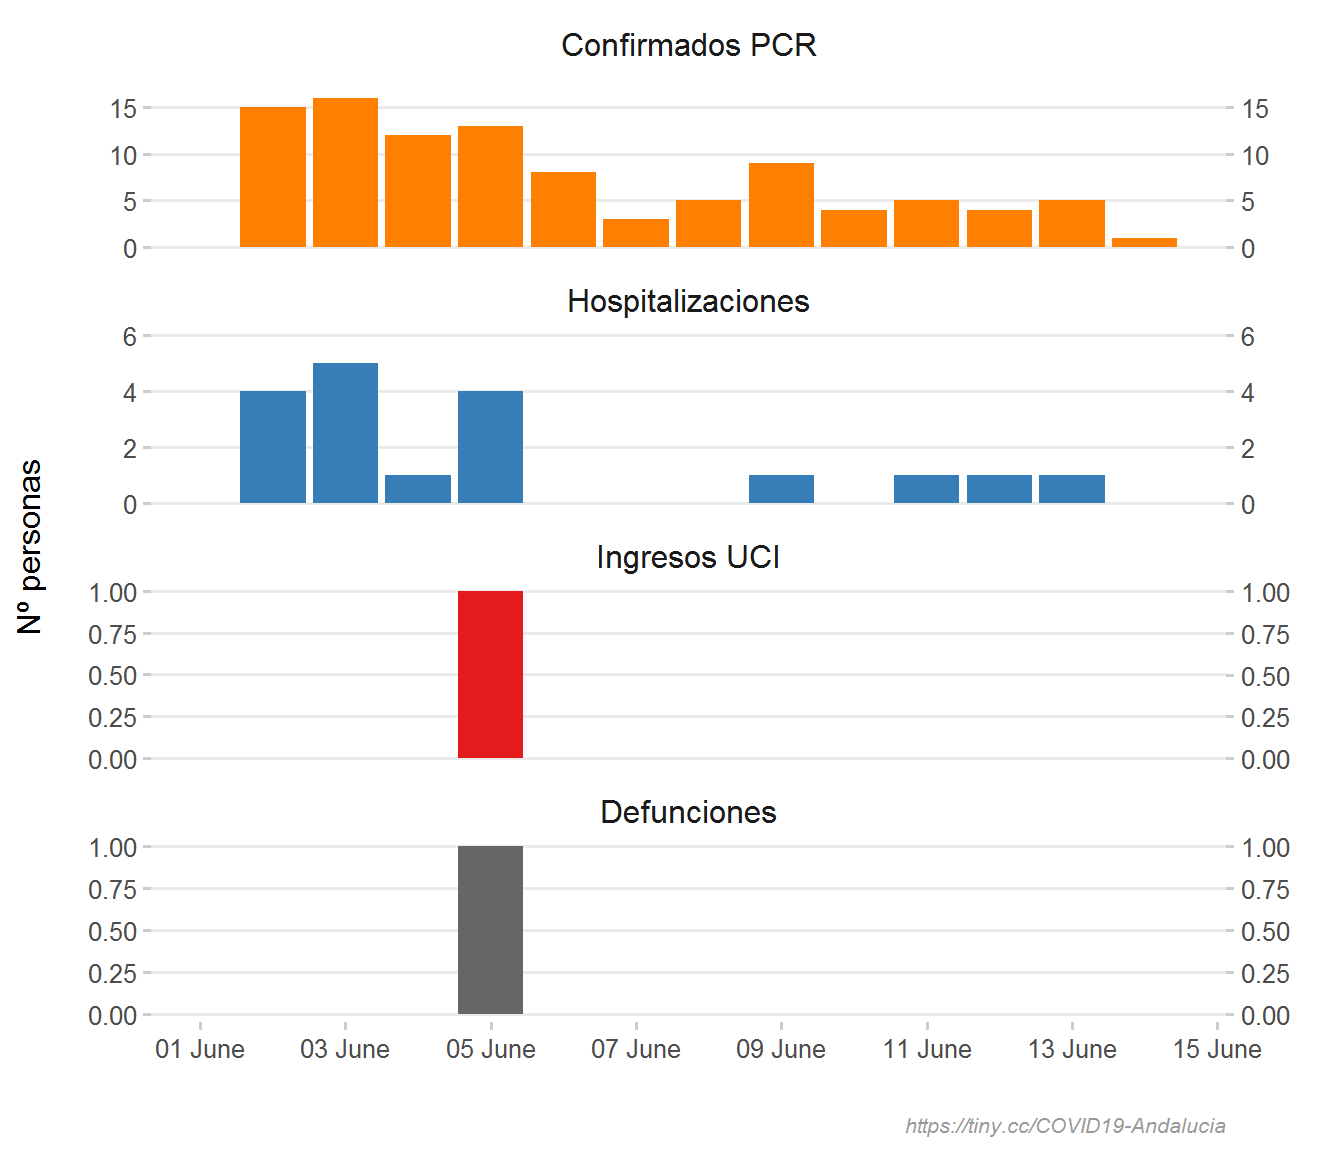 Confirmados PCR
15 15
10 10
5 5
0 0
Hospitalizaciones
6 6
4 4
2 2
0 0
Nº personas
Ingresos UCI
1.00 1.00
0.75 0.75
0.50 0.50
0.25 0.25
0.00 0.00
Defunciones
1.00 1.00
0.75 0.75
0.50 0.50
0.25 0.25
0.00 0.00
01 June 03 June 05 June 07 June 09 June 11 June 13 June 15 June
https://tiny.cc/COVID19-Andalucia